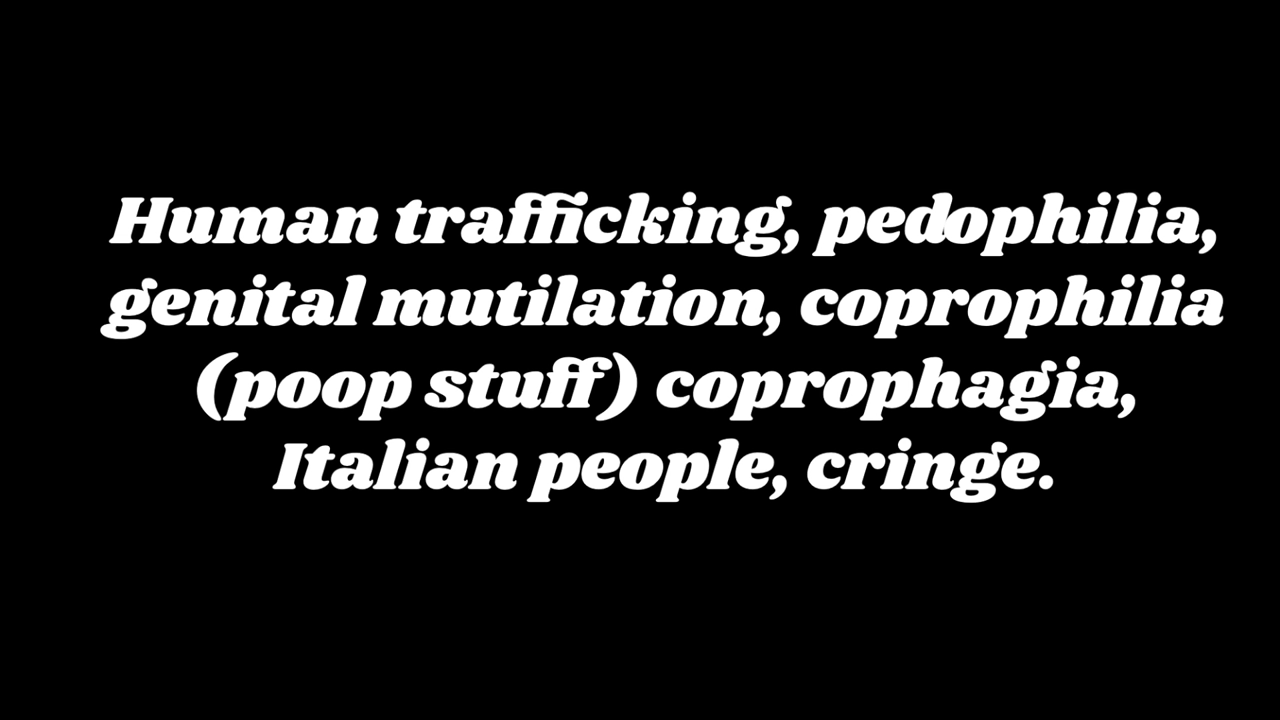 Human trafficking, pedophilia,
genital mutilation, coprophilia
(poop stuff) coprophagia,
Italian people, cringe.